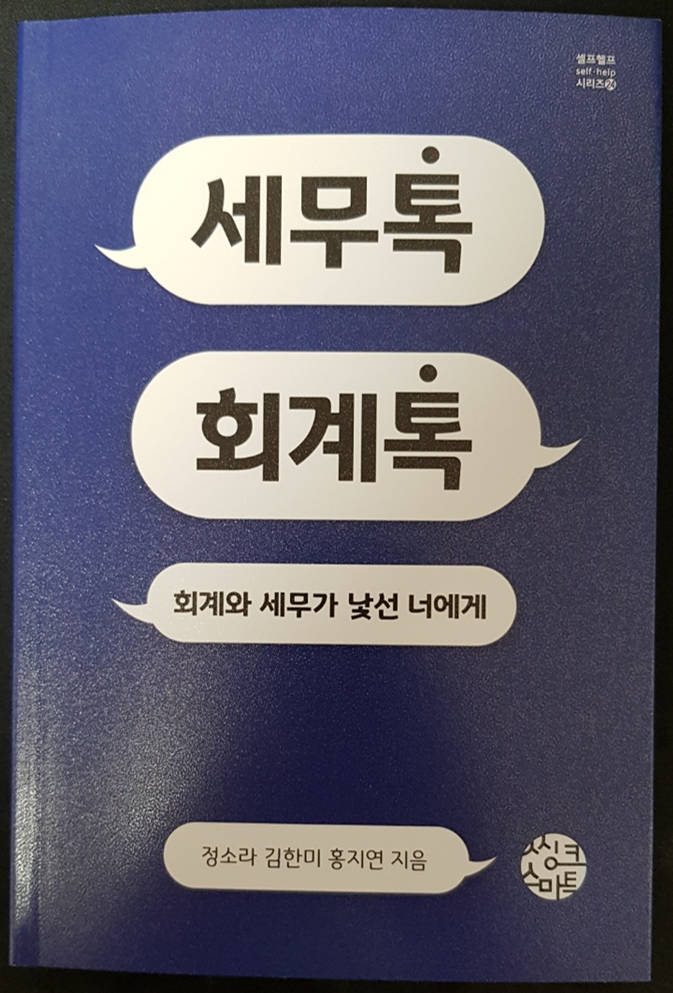 셀프헬프
self·help
시리즈24
세무톡
회계톡
회계와 세무가 낯선 너에게
정소라 김한미 홍지연 지음
씽크
스마트